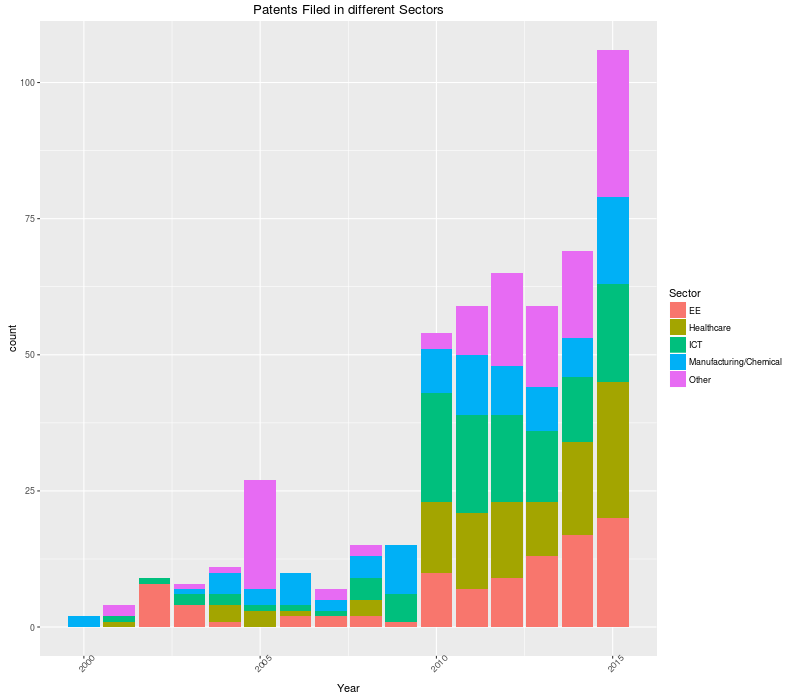 Patents Filed in different Sectors
100
75
50
25
0
count
2000
2005
2010
2015
Year
Sector
EE
Healthcare
ICT
Manufacturing/Chemical
Other